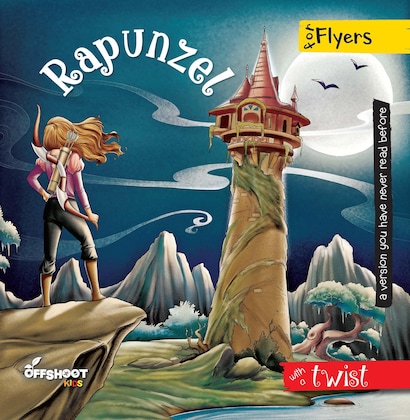 Rapunzel
for
Flyers
a version you have never read before
OFFSHOOT
KIDS
with
a
twist